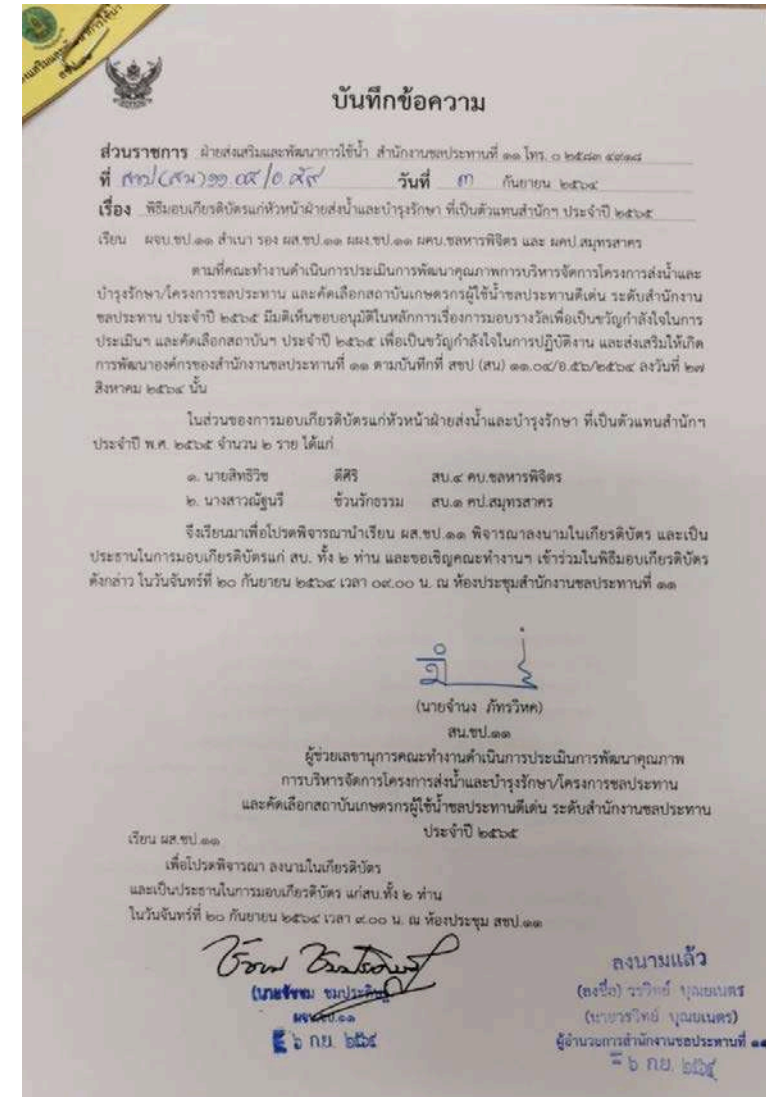 บันทึกข้อความ
ส่วนราชการ ฝ่ายส่งเสริมและพัฒนาการใช้น้ำ สำนักงานชลประทานที่ ๑๑ โทร. ๐ ๒๕๘๓ ๔๙๑๘
ที่ วันที่ ๓ กันยายน ๒๕๖๔
เรื่อง พิธีมอบเกียรติบัตรแก่หัวหน้าฝ่ายส่งน้ำและบำรุงรักษา ที่เป็นตัวแทนสำนักฯ ประจำปี ๒๕๖๕
เรียน ผจบ.ชป.๑๑ สำเนา รอง ผส.ชป.๑๑ ผผง.ชป.๑๑ ผคบ.ชลหารพิจิตร และ ผคป.สมุทรสาคร
ตามที่คณะทำงานดำเนินการประเมินการพัฒนาคุณภาพการบริหารจัดการโครงการส่งน้ำและ
บำรุงรักษา/โครงการชลประทาน และคัดเลือกสถาบันเกษตรกรผู้ใช้น้ำชลประทานดีเด่น ระดับสำนักงาน
ชลประทาน ประจำปี ๒๕๖๕ มีมติเห็นชอบอนุมัติในหลักการเรื่องการมอบรางวัลเพื่อเป็นขวัญกำลังใจในการ
ประเมินฯ และคัดเลือกสถาบันฯ ประจำปี ๒๕๖๕ เพื่อเป็นขวัญกำลังใจในการปฏิบัติงาน และส่งเสริมให้เกิด
การพัฒนาองค์กรของสำนักงานชลประทานที่ ๑๑ ตามบันทึกที่ สชป (สน) ๑๑.๐๔/อ.๕๖/๒๕๖๔ ลงวันที่ ๒๗
สิงหาคม ๒๕๖๔ นั้น
ในส่วนของการมอบเกียรติบัตรแก่หัวหน้าฝ่ายส่งน้ำและบำรุงรักษา ที่เป็นตัวแทนสำนักฯ
ประจำปี พ.ศ. ๒๕๖๕ จำนวน ๒ ราย ได้แก่
๑. นายสิทธิวิช ดีศิริ สบ.๔ คบ.ชลหารพิจิตร
๒. นางสาวณัฐนรี ช้วนรักธรรม สบ.๑ คป.สมุทรสาคร
จึงเรียนมาเพื่อโปรดพิจารณานำเรียน ผส.ชป.๑๑ พิจารณาลงนามในเกียรติบัตร และเป็น
ประธานในการมอบเกียรติบัตรแก่ สบ. ทั้ง ๒ ท่าน และขอเชิญคณะทำงานฯ เข้าร่วมในพิธีมอบเกียรติบัตร
ดังกล่าว ในวันจันทร์ที่ ๒๐ กันยายน ๒๕๖๔ เวลา ๐๙.๐๐ น. ณ ห้องประชุมสำนักงานชลประทานที่ ๑๑
(นายจำนง ภัทรวิหค)
สน.ชป.๑๑
ผู้ช่วยเลขานุการคณะทำงานดำเนินการประเมินการพัฒนาคุณภาพ
การบริหารจัดการโครงการส่งน้ำและบำรุงรักษา/โครงการชลประทาน
และคัดเลือกสถาบันเกษตรกรผู้ใช้น้ำชลประทานดีเด่น ระดับสำนักงานชลประทาน
ประจำปี ๒๕๖๕
เรียน ผส.ชป.๑๑
เพื่อโปรดพิจารณา ลงนามในเกียรติบัตร
และเป็นประธานในการมอบเกียรติบัตร แก่สบ.ทั้ง ๒ ท่าน
ในวันจันทร์ที่ ๒๐ กันยายน ๒๕๖๔ เวลา ๙.๐๐ น. ณ ห้องประชุม สชป.๑๑
๖ ก.ย. ๒๕๖๔
ลงนามแล้ว
(ลงชื่อ) วรวิทย์ บุณยเนตร
(นายวรวิทย์ บุณยเนตร)
ผู้อำนวยการสำนักงานชลประทานที่ ๑๑
๖ ก.ย. ๒๕๖๔